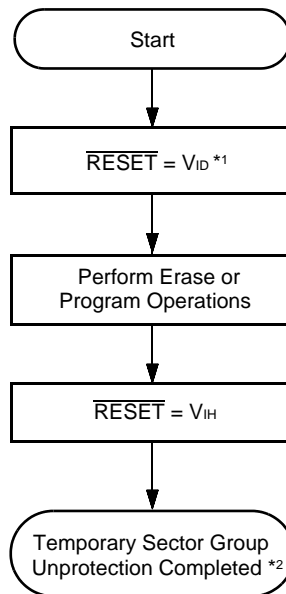 Start
RESET = VID *1
Perform Erase or
Program Operations
RESET = VIH
Temporary Sector Group
Unprotection Completed *2